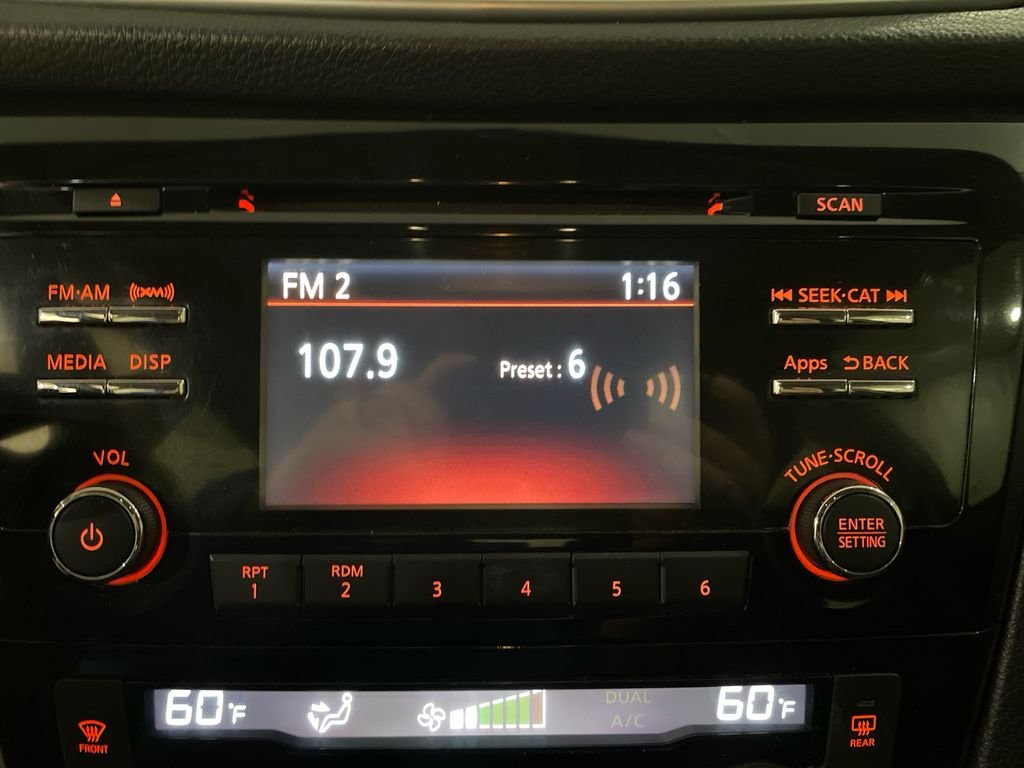 SCAN
FM·AM ((XM))
SEEK·CAT
MEDIA DISP
Apps BACK
FM 2 1:16
107.9 Preset : 6
VOL
TUNE·SCROLL
ENTER
SETTING
RPT
1
RDM
2
3
4
5
6
60°F
DUAL
A/C
60°F
FRONT
REAR